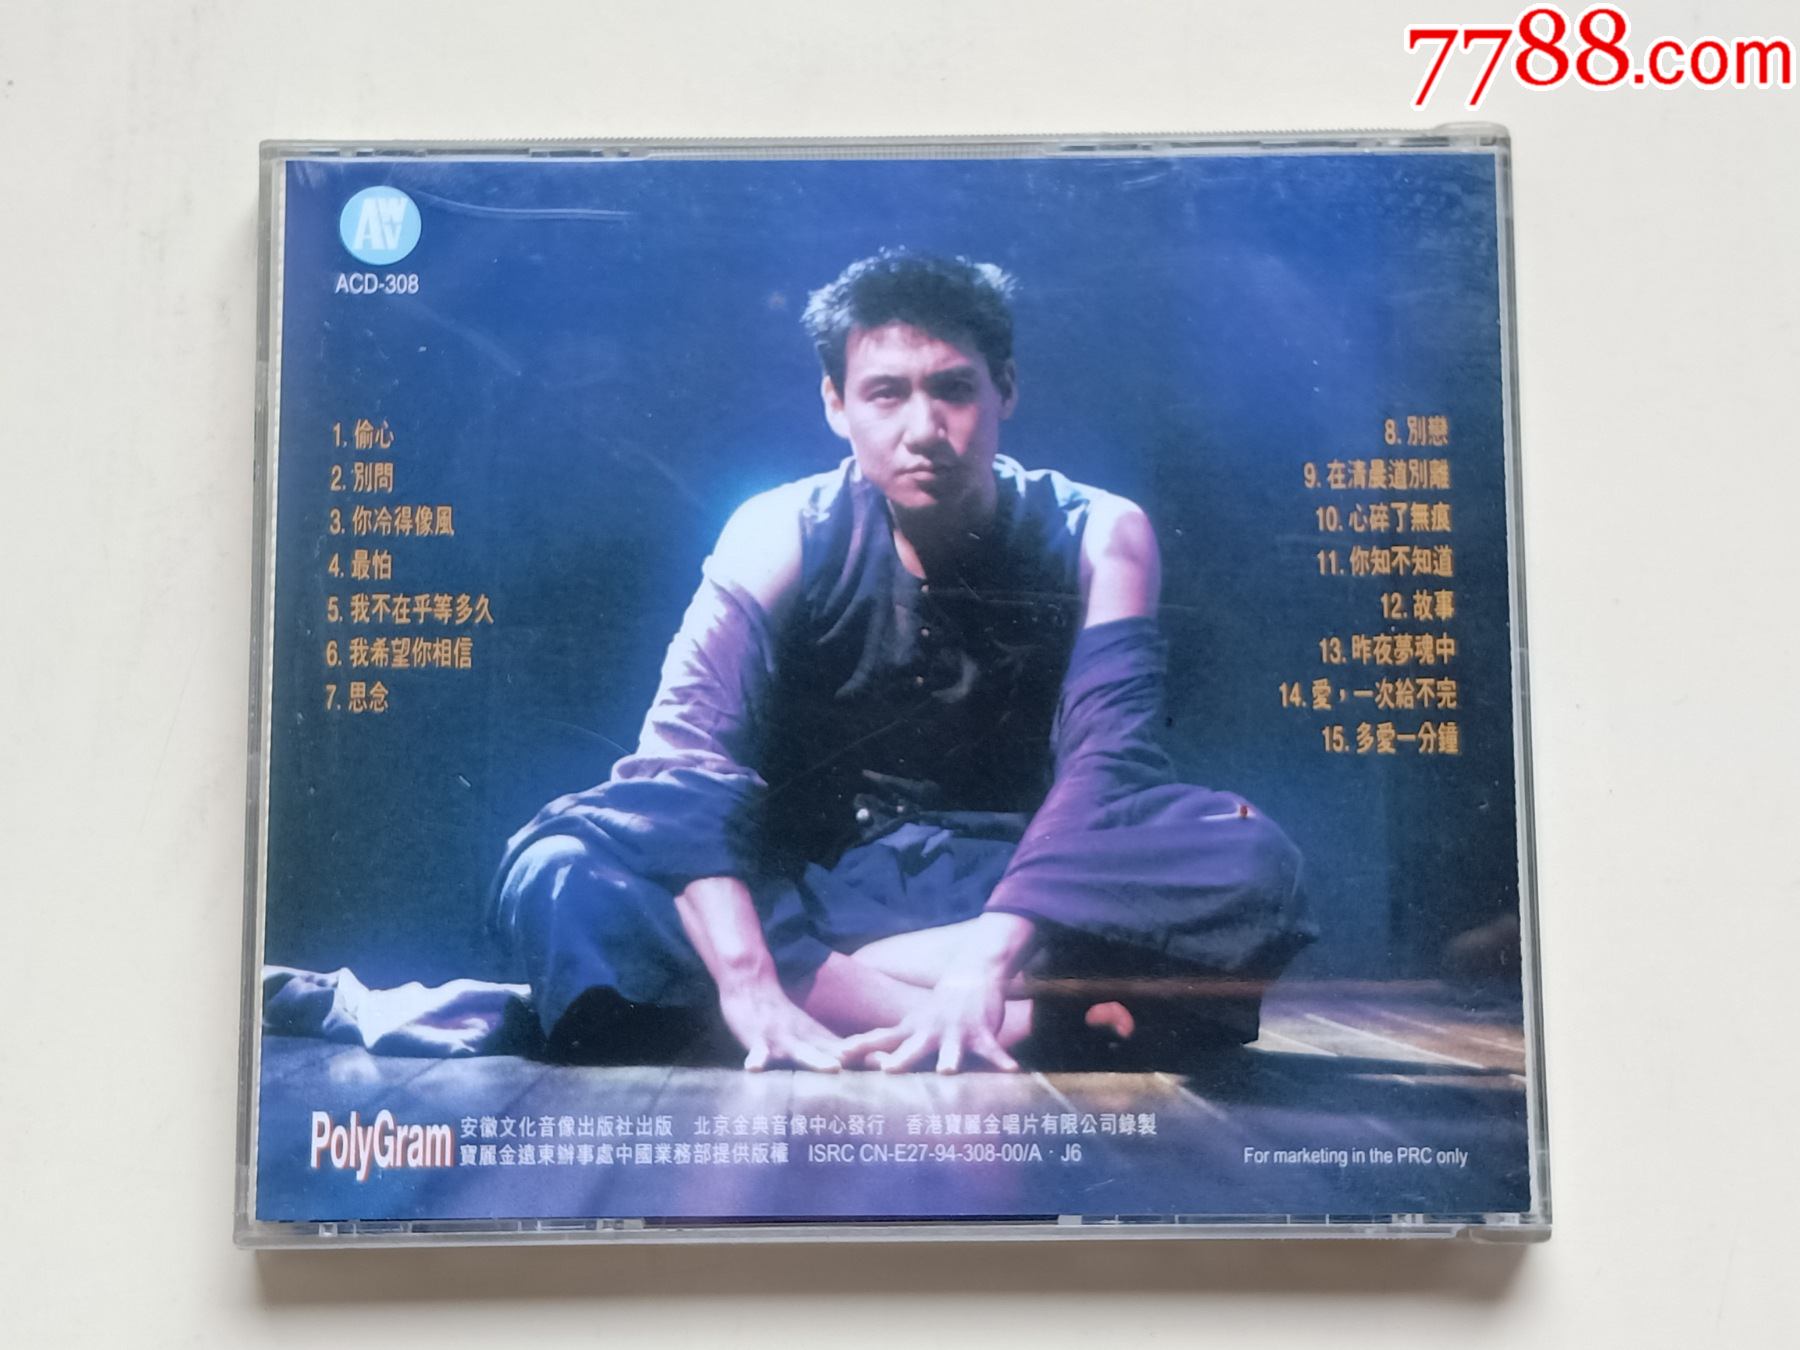 7788.com
AWV
ACD-308
1. 偷心
2. 別問
3. 你冷得像風
4. 最怕
5. 我不在乎等多久
6. 我希望你相信
7. 思念
8. 別戀
9. 在清晨道別離
10. 心碎了無痕
11. 你知不知道
12. 故事
13. 昨夜夢魂中
14. 愛，一次給不完
15. 多愛一分鐘
PolyGram
安徽文化音像出版社出版 北京金典音像中心發行 香港寶麗金唱片有限公司錄製
寶麗金遠東辦事處中國業務部提供版權 ISRC CN-E27-94-308-00/A · J6
For marketing in the PRC only